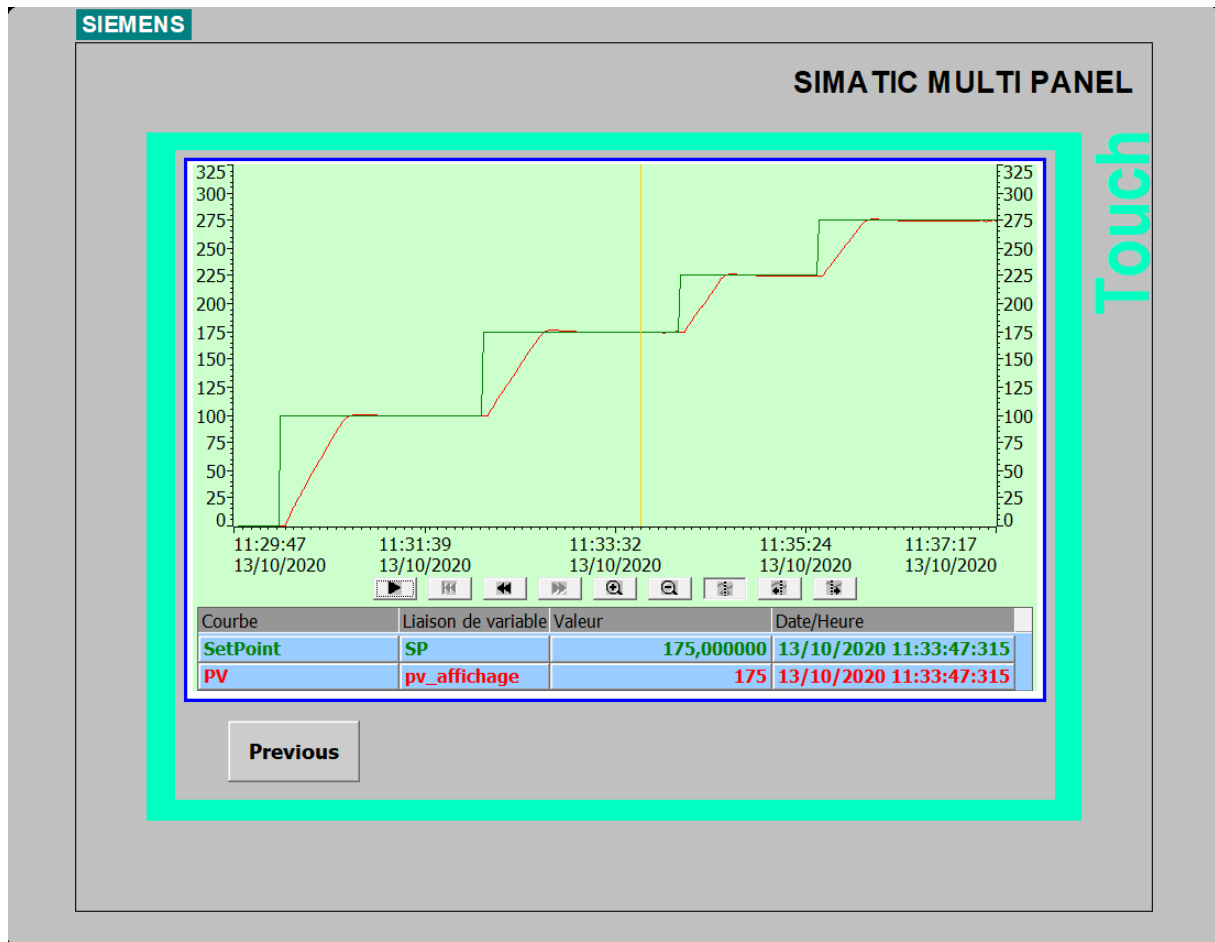 SIEMENS
SIMATIC MULTI PANEL
Touch
325 325
300 300
275 275
250 250
225 225
200 200
175 175
150 150
125 125
100 100
75 75
50 50
25 25
0 0
11:29:47 11:31:39 11:33:32 11:35:24 11:37:17
13/10/2020 13/10/2020 13/10/2020 13/10/2020 13/10/2020
Courbe Liaison de variable Valeur Date/Heure
SetPoint SP 175,000000 13/10/2020 11:33:47:315
PV pv_affichage 175 13/10/2020 11:33:47:315
Previous